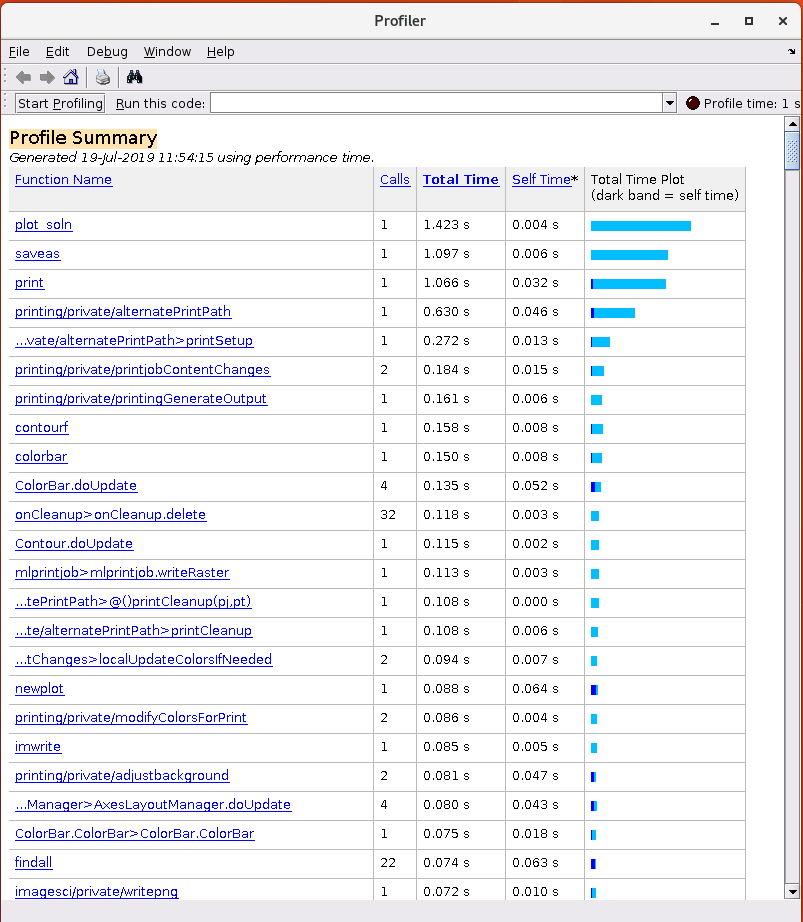 Profiler
File Edit Debug Window Help
Start Profiling Run this code: Profile time: 1 s
Profile Summary
Generated 19-Jul-2019 11:54:15 using performance time.
Function Name Calls Total Time Self Time* Total Time Plot
(dark band = self time)
plot_soln 1 1.423 s 0.004 s
saveas 1 1.097 s 0.006 s
print 1 1.066 s 0.032 s
printing/private/alternatePrintPath 1 0.630 s 0.046 s
...vate/alternatePrintPath>printSetup 1 0.272 s 0.013 s
printing/private/printjobContentChanges 2 0.184 s 0.015 s
printing/private/printingGenerateOutput 1 0.161 s 0.006 s
contourf 1 0.158 s 0.008 s
colorbar 1 0.150 s 0.008 s
ColorBar.doUpdate 4 0.135 s 0.052 s
onCleanup>onCleanup.delete 32 0.118 s 0.003 s
Contour.doUpdate 1 0.115 s 0.002 s
mlprintjob>mlprintjob.writeRaster 1 0.113 s 0.003 s
...tePrintPath>@()printCleanup(pj,pt) 1 0.108 s 0.000 s
...te/alternatePrintPath>printCleanup 1 0.108 s 0.006 s
...tChanges>localUpdateColorsIfNeeded 2 0.094 s 0.007 s
newplot 1 0.088 s 0.064 s
printing/private/modifyColorsForPrint 2 0.086 s 0.004 s
imwrite 1 0.085 s 0.005 s
printing/private/adjustbackground 2 0.081 s 0.047 s
...Manager>AxesLayoutManager.doUpdate 4 0.080 s 0.043 s
ColorBar.ColorBar>ColorBar.ColorBar 1 0.075 s 0.018 s
findall 22 0.074 s 0.063 s
imagesci/private/writepng 1 0.072 s 0.010 s